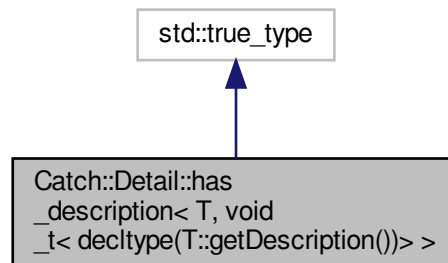 std::true_type
Catch::Detail::has
_description< T, void
_t< decltype(T::getDescription())> >